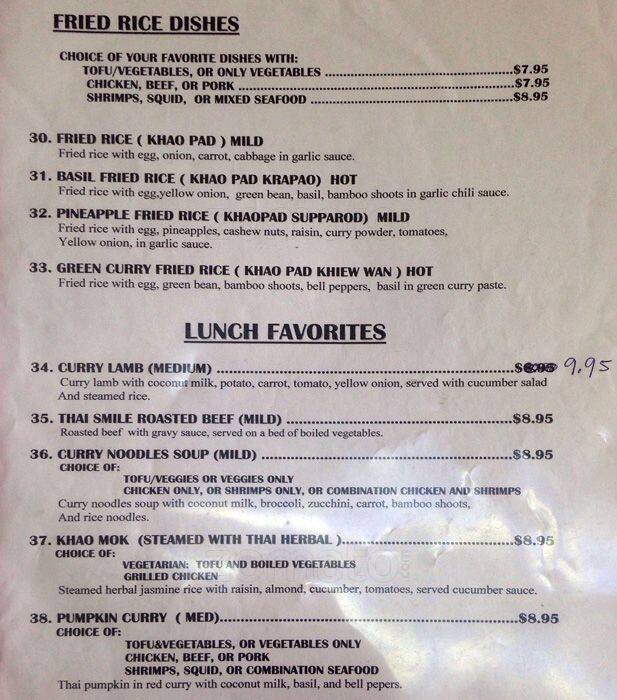 FRIED RICE DISHES
CHOICE OF YOUR FAVORITE DISHES WITH:
TOFU/VEGETABLES, OR ONLY VEGETABLES ..........$7.95
CHICKEN, BEEF, OR PORK ..........$7.95
SHRIMPS, SQUID, OR MIXED SEAFOOD ..........$8.95
30. FRIED RICE ( KHAO PAD ) MILD
Fried rice with egg, onion, carrot, cabbage in garlic sauce.
31. BASIL FRIED RICE ( KHAO PAD KRAPAO) HOT
Fried rice with egg,yellow onion, green bean, basil, bamboo shoots in garlic chili sauce.
32. PINEAPPLE FRIED RICE ( KHAOPAD SUPPAROD) MILD
Fried rice with egg, pineapples, cashew nuts, raisin, curry powder, tomatoes,
Yellow onion, in garlic sauce.
33. GREEN CURRY FRIED RICE ( KHAO PAD KHIEW WAN ) HOT
Fried rice with egg, green bean, bamboo shoots, bell peppers, basil in green curry paste.
LUNCH FAVORITES
34. CURRY LAMB (MEDIUM) ..........$ 9.95
Curry lamb with coconut milk, potato, carrot, tomato, yellow onion, served with cucumber salad
And steamed rice.
35. THAI SMILE ROASTED BEEF (MILD) ..........$8.95
Roasted beef with gravy sauce, served on a bed of boiled vegetables.
36. CURRY NOODLES SOUP (MILD) ..........$8.95
CHOICE OF:
TOFU/VEGGIES OR VEGGIES ONLY
CHICKEN ONLY, OR SHRIMPS ONLY, OR COMBINATION CHICKEN AND SHRIMPS
Curry noodles soup with coconut milk, broccoli, zucchini, carrot, bamboo shoots,
And rice noodles.
37. KHAO MOK (STEAMED WITH THAI HERBAL )..........$8.95
CHOICE OF:
VEGETARIAN: TOFU AND BOILED VEGETABLES
GRILLED CHICKEN
Steamed herbal jasmine rice with raisin, almond, cucumber, tomatoes, served cucumber sauce.
38. PUMPKIN CURRY ( MED)..........$8.95
CHOICE OF:
TOFU&VEGETABLES, OR VEGETABLES ONLY
CHICKEN, BEEF, OR PORK
SHRIMPS, SQUID, OR COMBINATION SEAFOOD
Thai pumpkin in red curry with coconut milk, basil, and bell pepers.